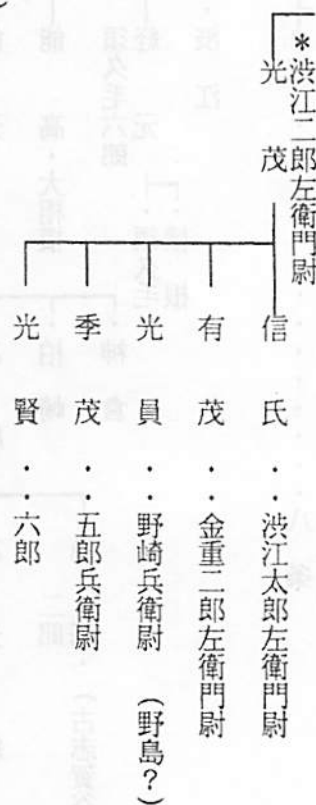 *渋江二郎左衛門尉
光茂
信氏・・渋江太郎左衛門尉
有茂・・金重二郎左衛門尉
光員・・野崎兵衛尉(野島?)
季茂・・五郎兵衛尉
光賢・・六郎